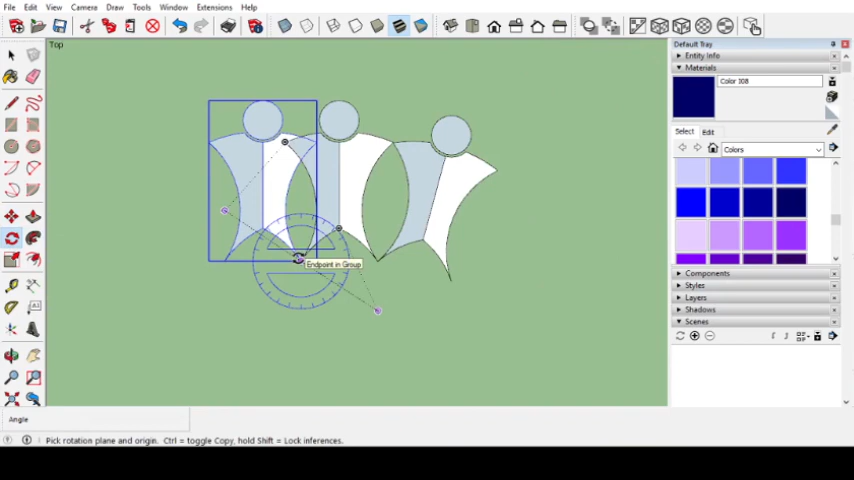 File Edit View Camera Draw Tools Window Extensions Help
Top
Default Tray
Entity Info
Materials
Color I08
Select Edit
Colors
Endpoint in Group
Components
Styles
Layers
Shadows
Scenes
Angle
Pick rotation plane and origin. Ctrl = toggle Copy, hold Shift = Lock inferences.